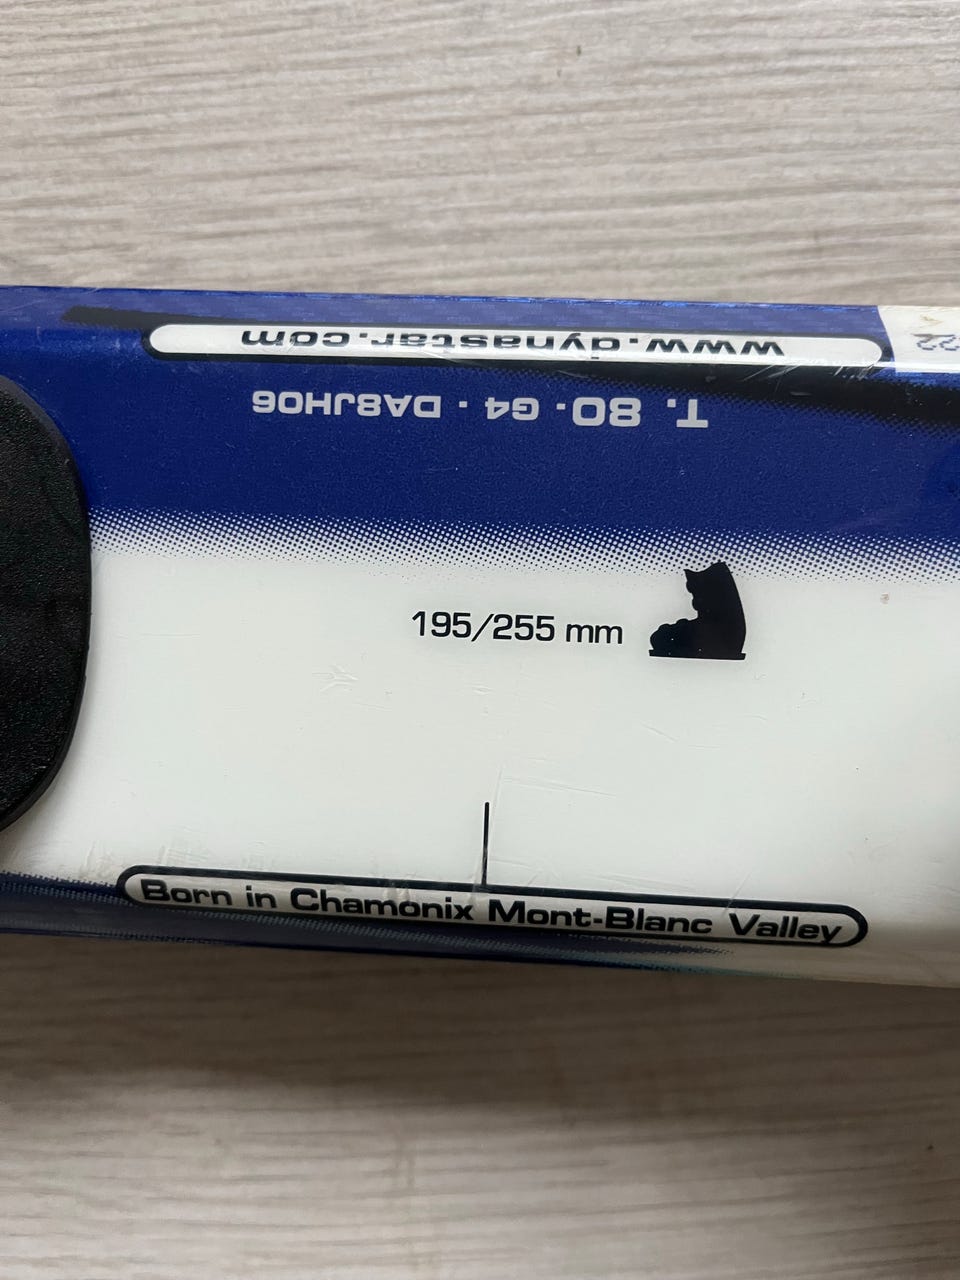 www.dynastar.com
T. 80. G4 . DA8JH06
195/255 mm
Born in Chamonix Mont-Blanc Valley